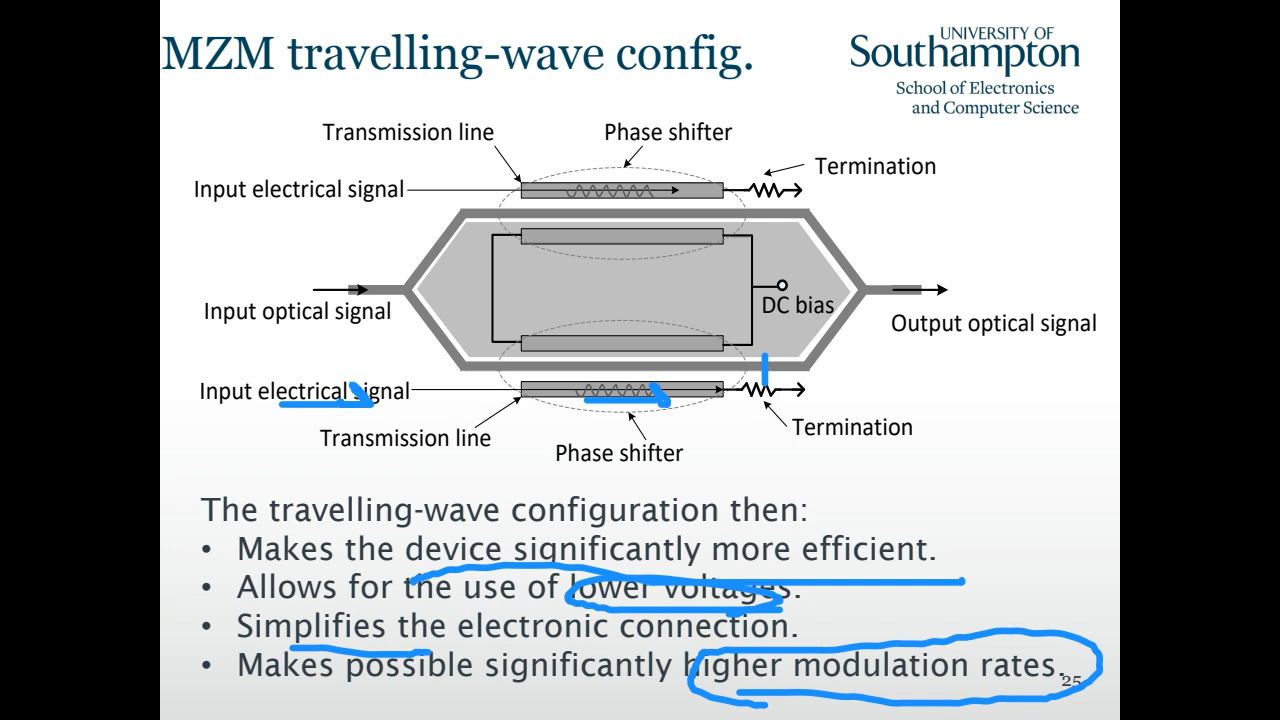 MZM travelling-wave config.
UNIVERSITY OF
Southampton
School of Electronics
and Computer Science
Transmission line
Phase shifter
Termination
Input electrical signal
DC bias
Input optical signal
Output optical signal
Input electrical signal
Termination
Transmission line
Phase shifter
The travelling-wave configuration then:
• Makes the device significantly more efficient.
• Allows for the use of lower voltages.
• Simplifies the electronic connection.
• Makes possible significantly higher modulation rates.
25